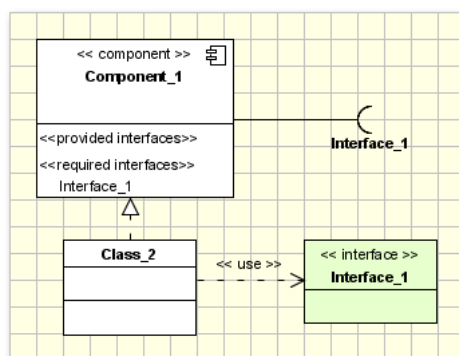 << component >>
Component_1
<<provided interfaces>>
<<required interfaces>>
Interface_1
Interface_1
Class_2
<< use >>
<< interface >>
Interface_1